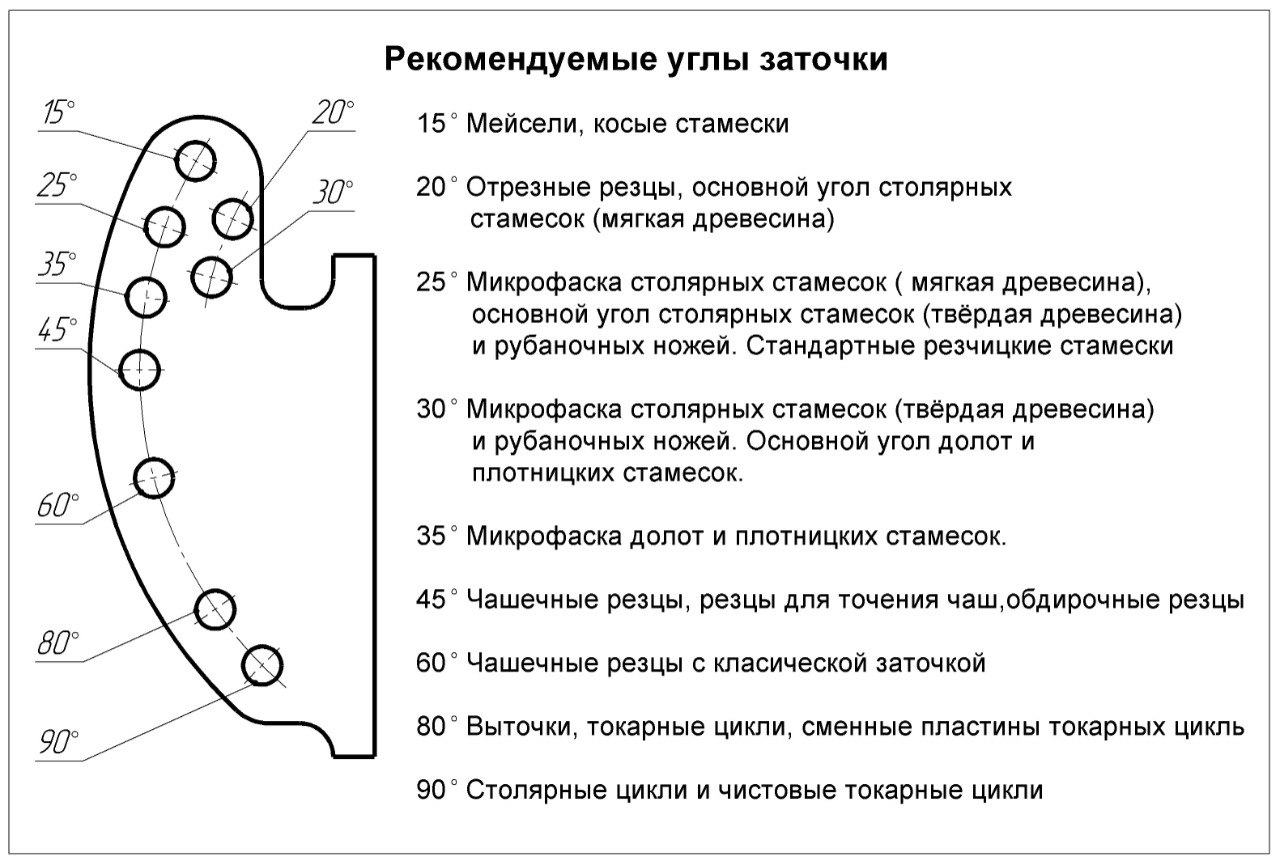 Рекомендуемые углы заточки
15°
20°
25°
30°
35°
45°
60°
80°
90°
15° Мейсели, косые стамески
20° Отрезные резцы, основной угол столярных
стамесок (мягкая древесина)
25° Микрофаска столярных стамесок ( мягкая древесина),
основной угол столярных стамесок (твёрдая древесина)
и рубаночных ножей. Стандартные резчицкие стамески
30° Микрофаска столярных стамесок (твёрдая древесина)
и рубаночных ножей. Основной угол долот и
плотницких стамесок.
35° Микрофаска долот и плотницких стамесок.
45° Чашечные резцы, резцы для точения чаш,обдирочные резцы
60° Чашечные резцы с класической заточкой
80° Выточки, токарные цикли, сменные пластины токарных цикль
90° Столярные цикли и чистовые токарные цикли